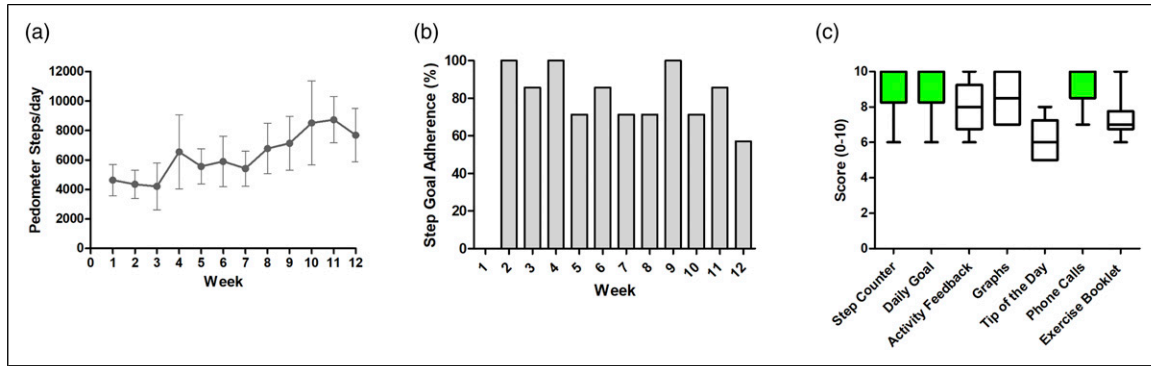 (a)
Pedometer Steps/day
12000
10000
8000
6000
4000
2000
0
0 1 2 3 4 5 6 7 8 9 10 11 12
Week
(b)
Step Goal Adherence (%)
100
80
60
40
20
0
1 2 3 4 5 6 7 8 9 10 11 12
Week
(c)
Score (0-10)
10
8
6
4
2
0
Step Counter
Daily Goal
Activity Feedback
Graphs
Tip of the Day
Phone Calls
Exercise Booklet